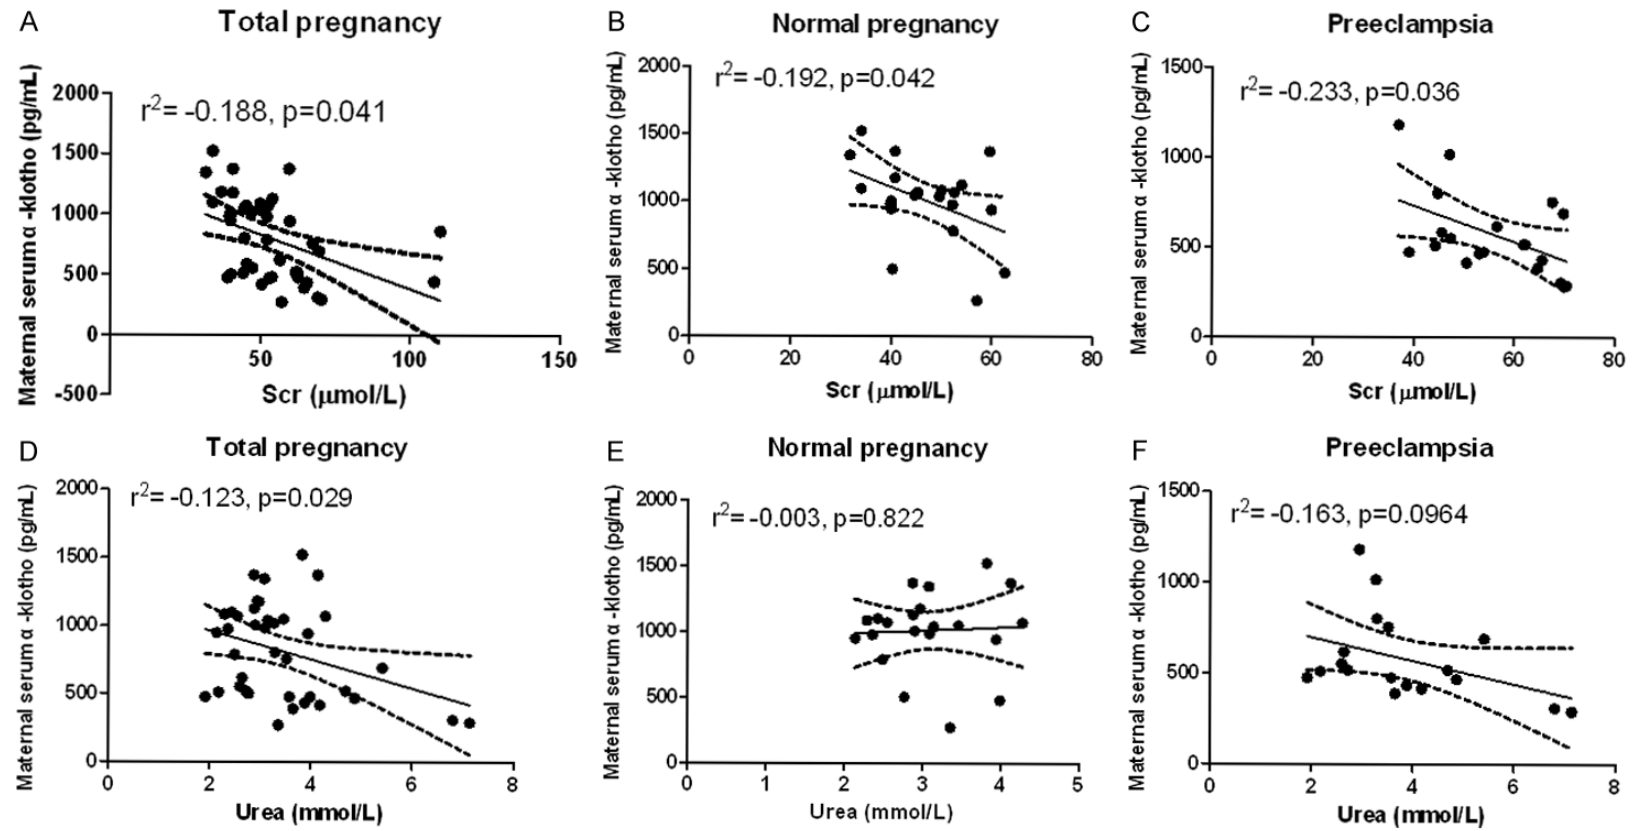 A
Total pregnancy
Maternal serum α -klotho (pg/mL)
r²= -0.188, p=0.041
2000
1500
1000
500
0
-500
50
100
150
Scr (μmol/L)
B
Normal pregnancy
Maternal serum α -klotho (pg/mL)
r²= -0.192, p=0.042
2000
1500
1000
500
0
0
20
40
60
80
Scr (μmol/L)
C
Preeclampsia
Maternal serum α -klotho (pg/mL)
r²= -0.233, p=0.036
1500
1000
500
0
0
20
40
60
80
Scr (μmol/L)
D
Total pregnancy
Maternal serum α -klotho (pg/mL)
r²= -0.123, p=0.029
2000
1500
1000
500
0
0
2
4
6
8
Urea (mmol/L)
E
Normal pregnancy
Maternal serum α -klotho (pg/mL)
r²= -0.003, p=0.822
2000
1500
1000
500
0
0
1
2
3
4
5
Urea (mmol/L)
F
Preeclampsia
Maternal serum α -klotho (pg/mL)
r²= -0.163, p=0.0964
1500
1000
500
0
0
2
4
6
8
Urea (mmol/L)